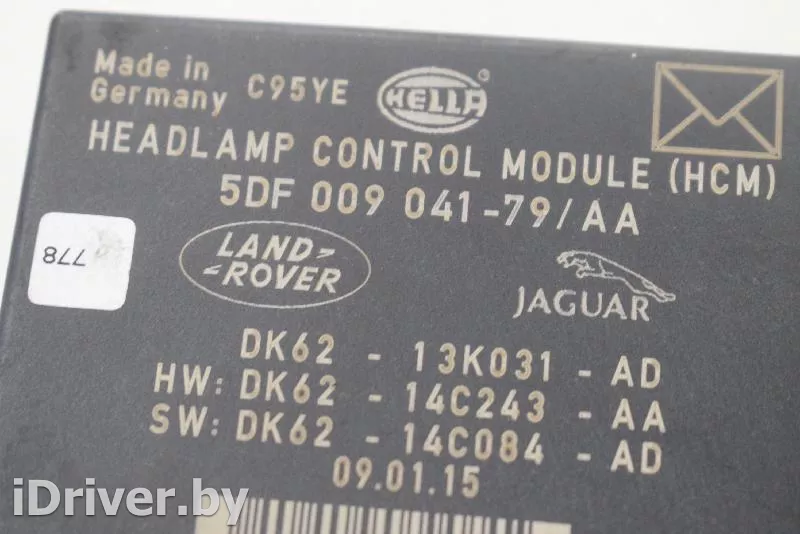 Made in
Germany
C95YE
HELLA
®
HEADLAMP CONTROL MODULE (HCM)
5DF 009 041-79/AA
778
LAND-
-ROVER
JAGUAR
DK62 - 13K031 - AD
HW: DK62 - 14C243 - AA
SW: DK62 - 14C084 - AD
09.01.15
iDriver.by